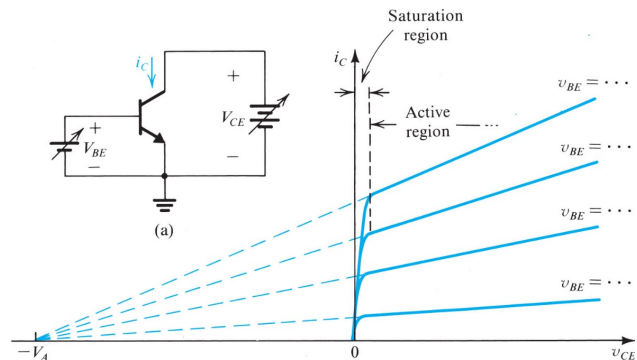 Saturation
region
i_C
+
V_CE
−
+
V_BE
−
(a)
i_C
Active
region
v_BE = · · ·
v_BE = · · ·
v_BE = · · ·
v_BE = · · ·
−V_A
0
v_CE